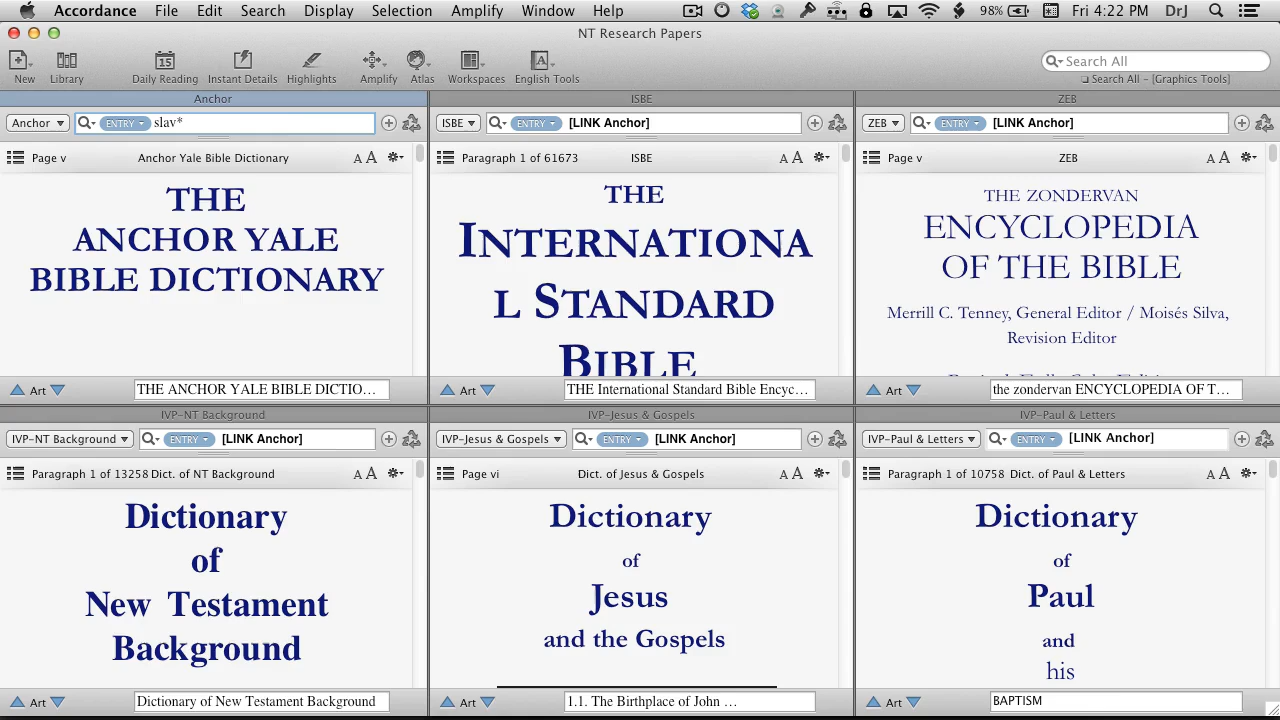 Accordance File Edit Search Display Selection Amplify Window Help 98% Fri 4:22 PM DrJ
NT Research Papers
New Library Daily Reading Instant Details Highlights Amplify Atlas Workspaces English Tools
Search All
Search All – [Graphics Tools]
Anchor
Anchor ENTRY slav*
Page v Anchor Yale Bible Dictionary A A
THE
ANCHOR YALE
BIBLE DICTIONARY
Art THE ANCHOR YALE BIBLE DICTIO…
ISBE
ISBE ENTRY [LINK Anchor]
Paragraph 1 of 61673 ISBE A A
THE
INTERNATIONA
L STANDARD
BIBLE
Art THE International Standard Bible Encyc…
ZEB
ZEB ENTRY [LINK Anchor]
Page v ZEB A A
THE ZONDERVAN
ENCYCLOPEDIA
OF THE BIBLE
Merrill C. Tenney, General Editor / Moisés Silva,
Revision Editor
Art the zondervan ENCYCLOPEDIA OF T…
IVP-NT Background
IVP-NT Background ENTRY [LINK Anchor]
Paragraph 1 of 13258 Dict. of NT Background A A
Dictionary
of
New Testament
Background
Art Dictionary of New Testament Background
IVP-Jesus & Gospels
IVP-Jesus & Gospels ENTRY [LINK Anchor]
Page vi Dict. of Jesus & Gospels A A
Dictionary
of
Jesus
and the Gospels
Art 1.1. The Birthplace of John …
IVP-Paul & Letters
IVP-Paul & Letters ENTRY [LINK Anchor]
Paragraph 1 of 10758 Dict. of Paul & Letters A A
Dictionary
of
Paul
and
his
Art BAPTISM